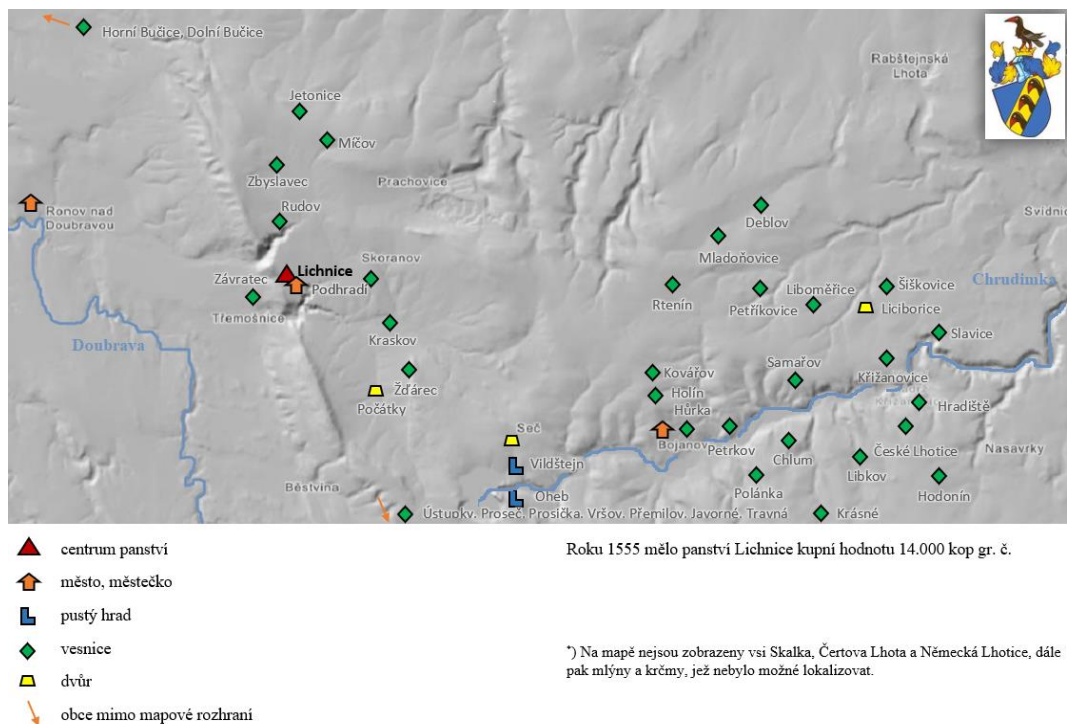 Horní Bučice, Dolní Bučice
Rabštejnská
Lhota
Jetonice
Míčov
Zbyslavec
Prachovice
Ronov nad
Doubravou
Rudov
Deblov
Svídnic
Mladoňovice
Skoranov
Lichnice
Závratec
Podhradí
Třemošnice
Rtenín
Petříkovice
Liboměřice
Šiškovice
Chrudimka
Liciborice
Slavice
Kraskov
Doubrava
Žďárec
Počátky
Kovářov
Holín
Hůrka
Samařov
Křižanovice
Hradiště
Seč
Bojanov
Petrkov
Chlum
České Lhotice
Nasavrky
Vildštejn
Libkov
Polánka
Hodonín
Běstvina
Oheb
Ústupky, Proseč, Prosička, Vršov, Přemilov, Javorné, Travná
Krásné
centrum panství
Roku 1555 mělo panství Lichnice kupní hodnotu 14.000 kop gr. č.
město, městečko
pustý hrad
vesnice
*) Na mapě nejsou zobrazeny vsi Skalka, Čertova Lhota a Německá Lhotice, dále
pak mlýny a krčmy, jež nebylo možné lokalizovat.
dvůr
obce mimo mapové rozhraní